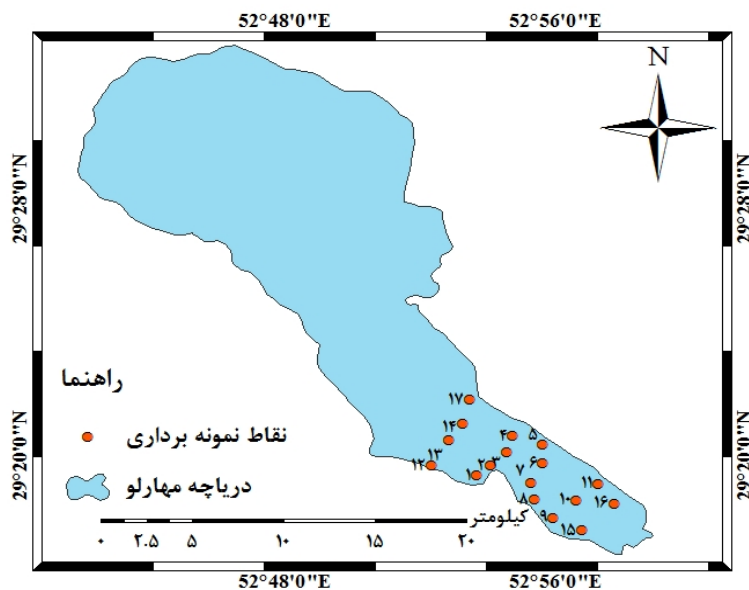 52°48'0"E 52°56'0"E
N
29°28'0"N 29°28'0"N
۱۷
راهنما
۱۴ ۴ ۵
نقاط نمونه برداری
۱۳
29°20'0"N ۱۲ ۱ ۲ ۳ ۶ 29°20'0"N
۷ ۱۱
دریاچه مهارلو
۸ ۱۰ ۱۶
کیلومتر
۹ ۱۵
۰ ۲.۵ ۵ ۱۰ ۱۵ ۲۰
52°48'0"E 52°56'0"E